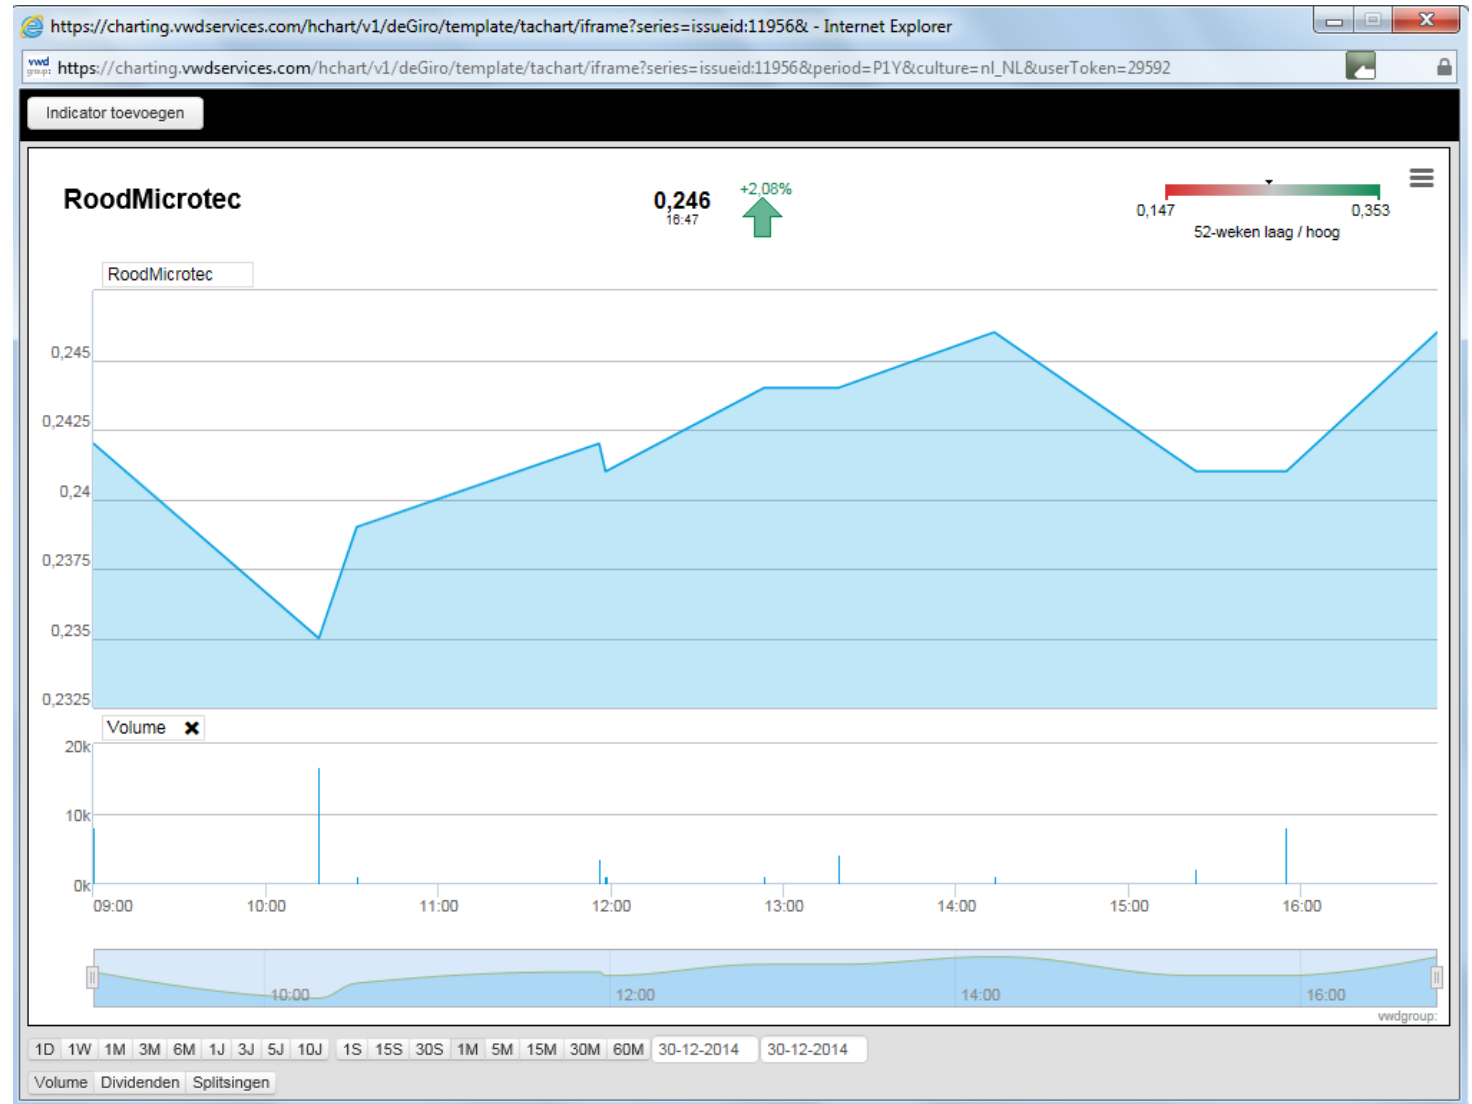 https://charting.vwdservices.com/hchart/v1/deGiro/template/tachart/iframe?series=issueid:11956& - Internet Explorer
vwd group: https://charting.vwdservices.com/hchart/v1/deGiro/template/tachart/iframe?series=issueid:11956&period=P1Y&culture=nl_NL&userToken=29592
Indicator toevoegen
RoodMicrotec
0,246
16:47
+2,08%
0,147 0,353
52-weken laag / hoog
RoodMicrotec
0,245
0,2425
0,24
0,2375
0,235
0,2325
Volume
20k
10k
0k
09:00 10:00 11:00 12:00 13:00 14:00 15:00 16:00
10:00 12:00 14:00 16:00
vwdgroup:
1D 1W 1M 3M 6M 1J 3J 5J 10J 1S 15S 30S 1M 5M 15M 30M 60M 30-12-2014 30-12-2014
Volume Dividenden Splitsingen